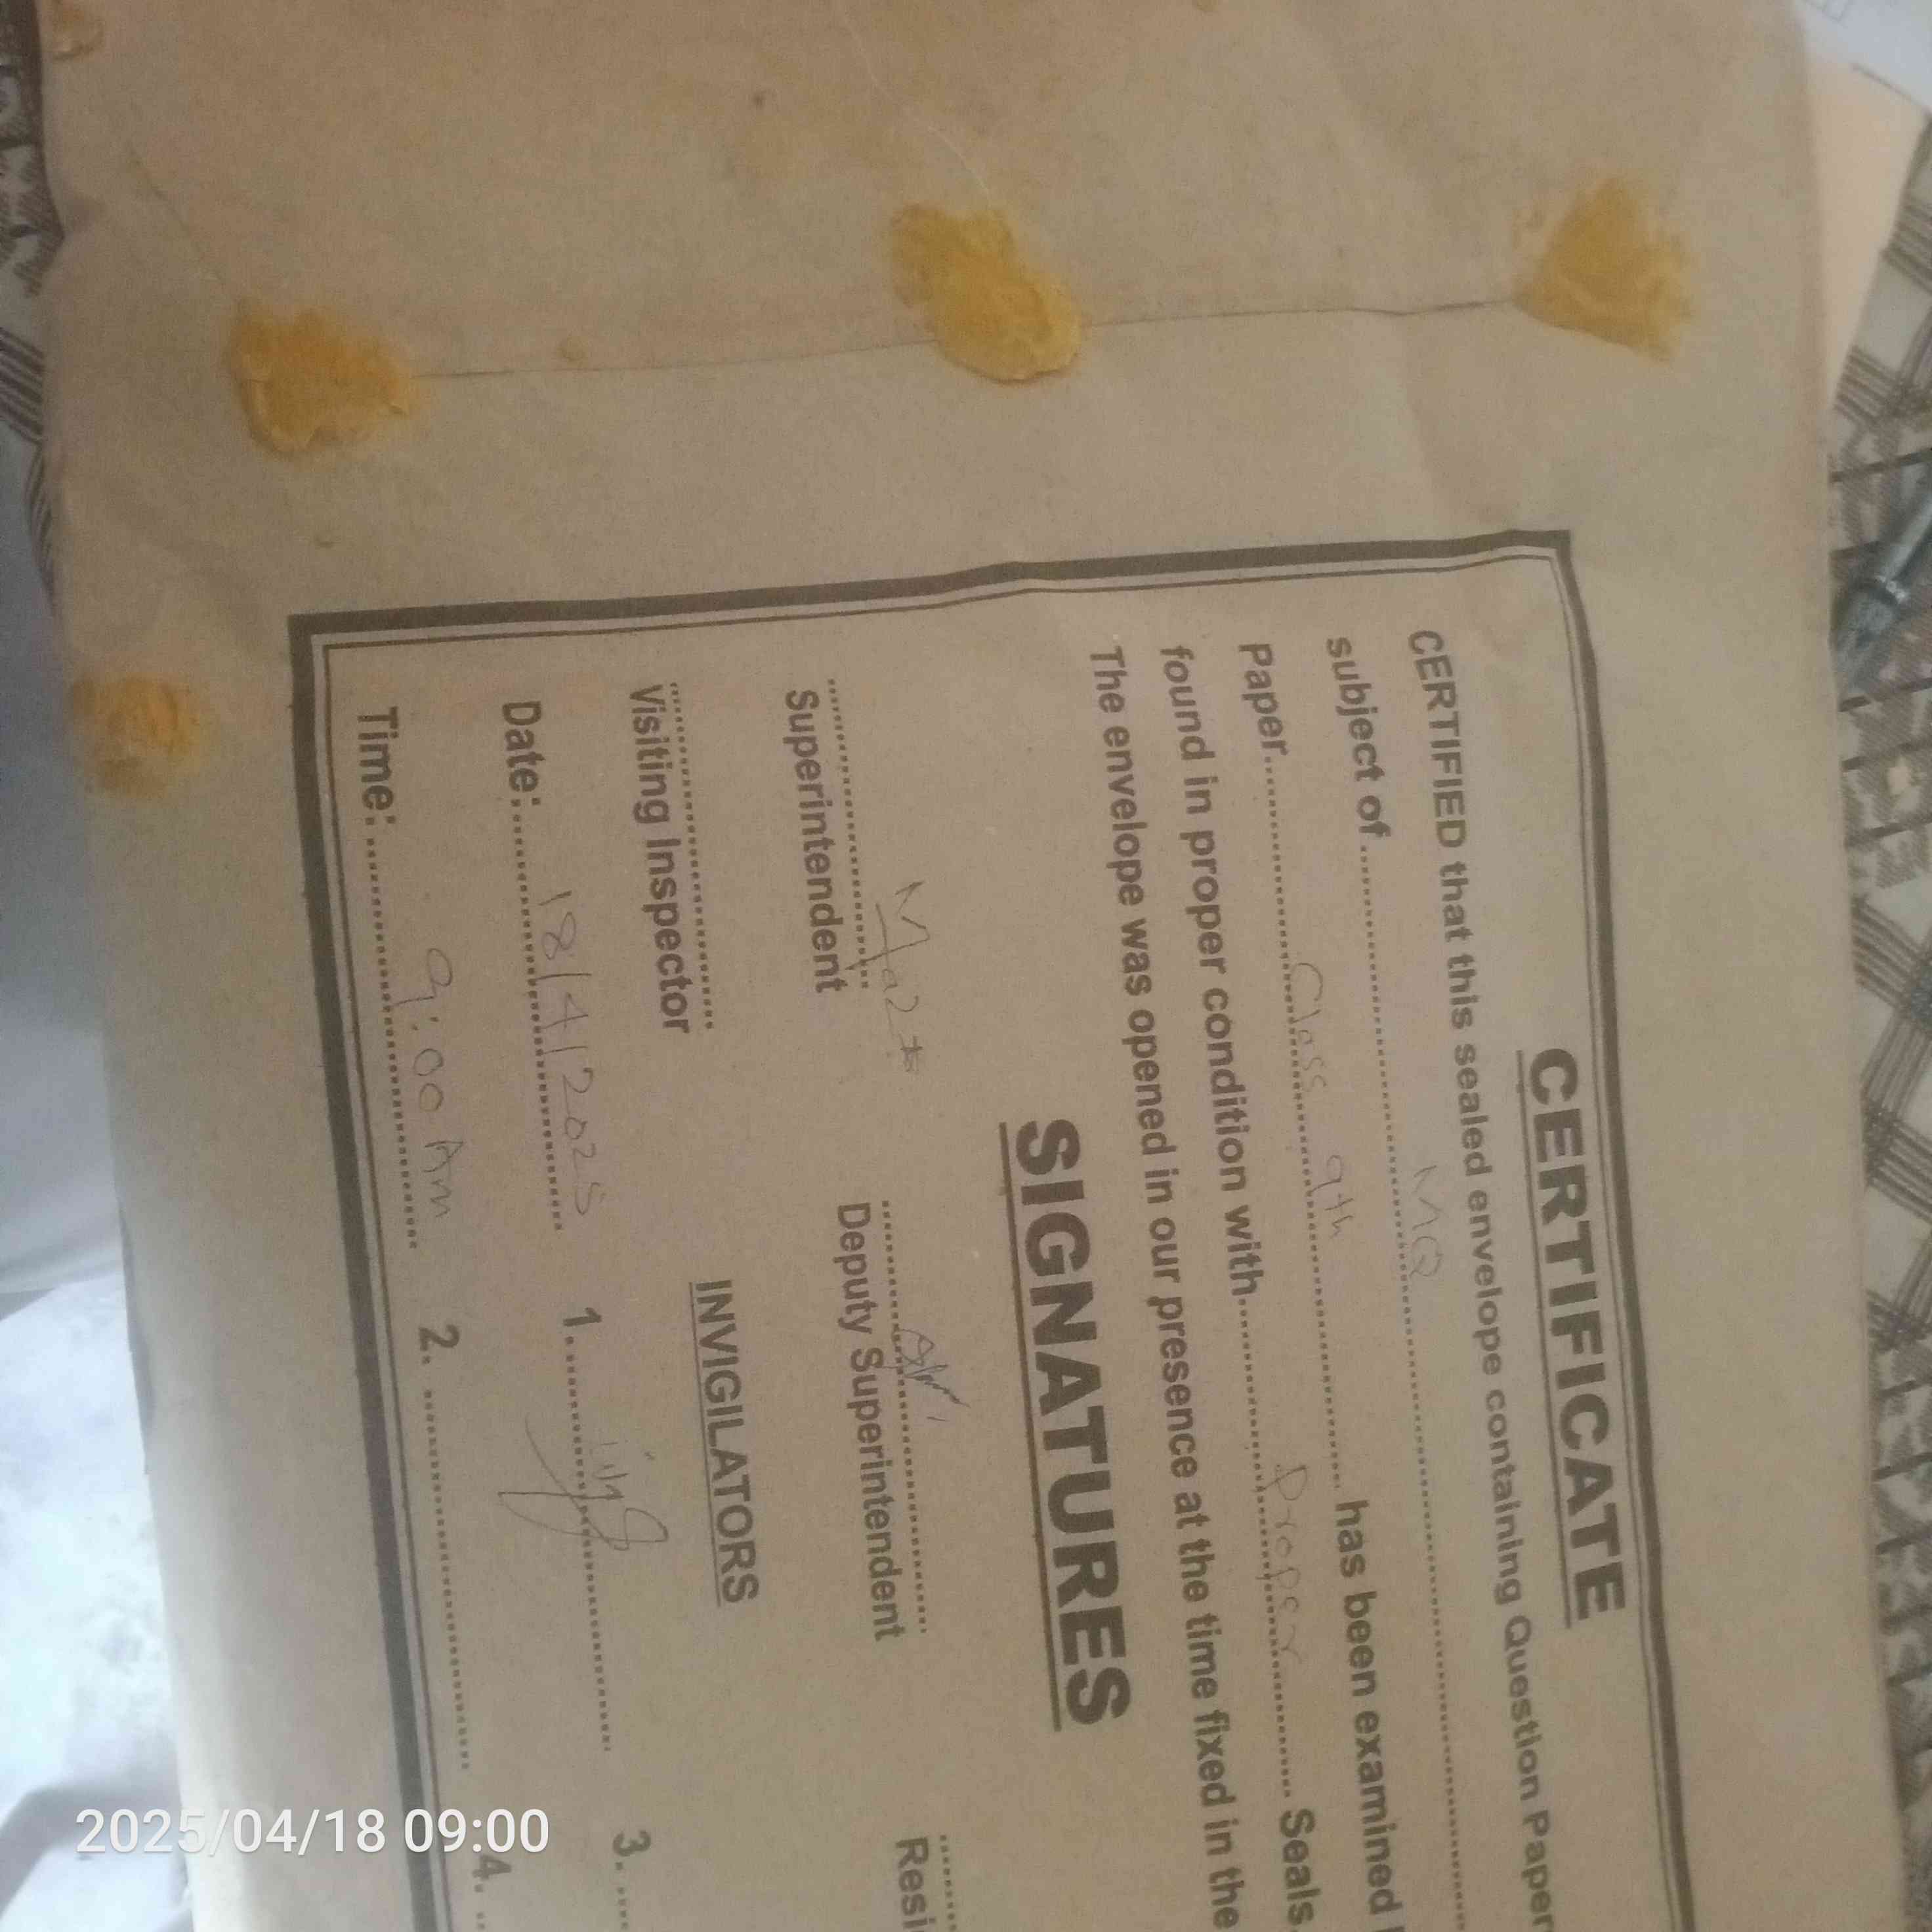 CERTIFICATE
CERTIFIED that this sealed envelope containing Question Paper
subject of ........ MQ ........
Paper ........ Class 9th ........ has been examined
found in proper condition with ........ Proper ........ Seals.
The envelope was opened in our presence at the time fixed in the
SIGNATURES
Superintendent
Deputy Superintendent
Resi
Visiting Inspector
INVIGILATORS
Date: 18/4/2025
1. ........
3. ....
Time: 9:00 Am
2. ........
4. ..
2025/04/18 09:00